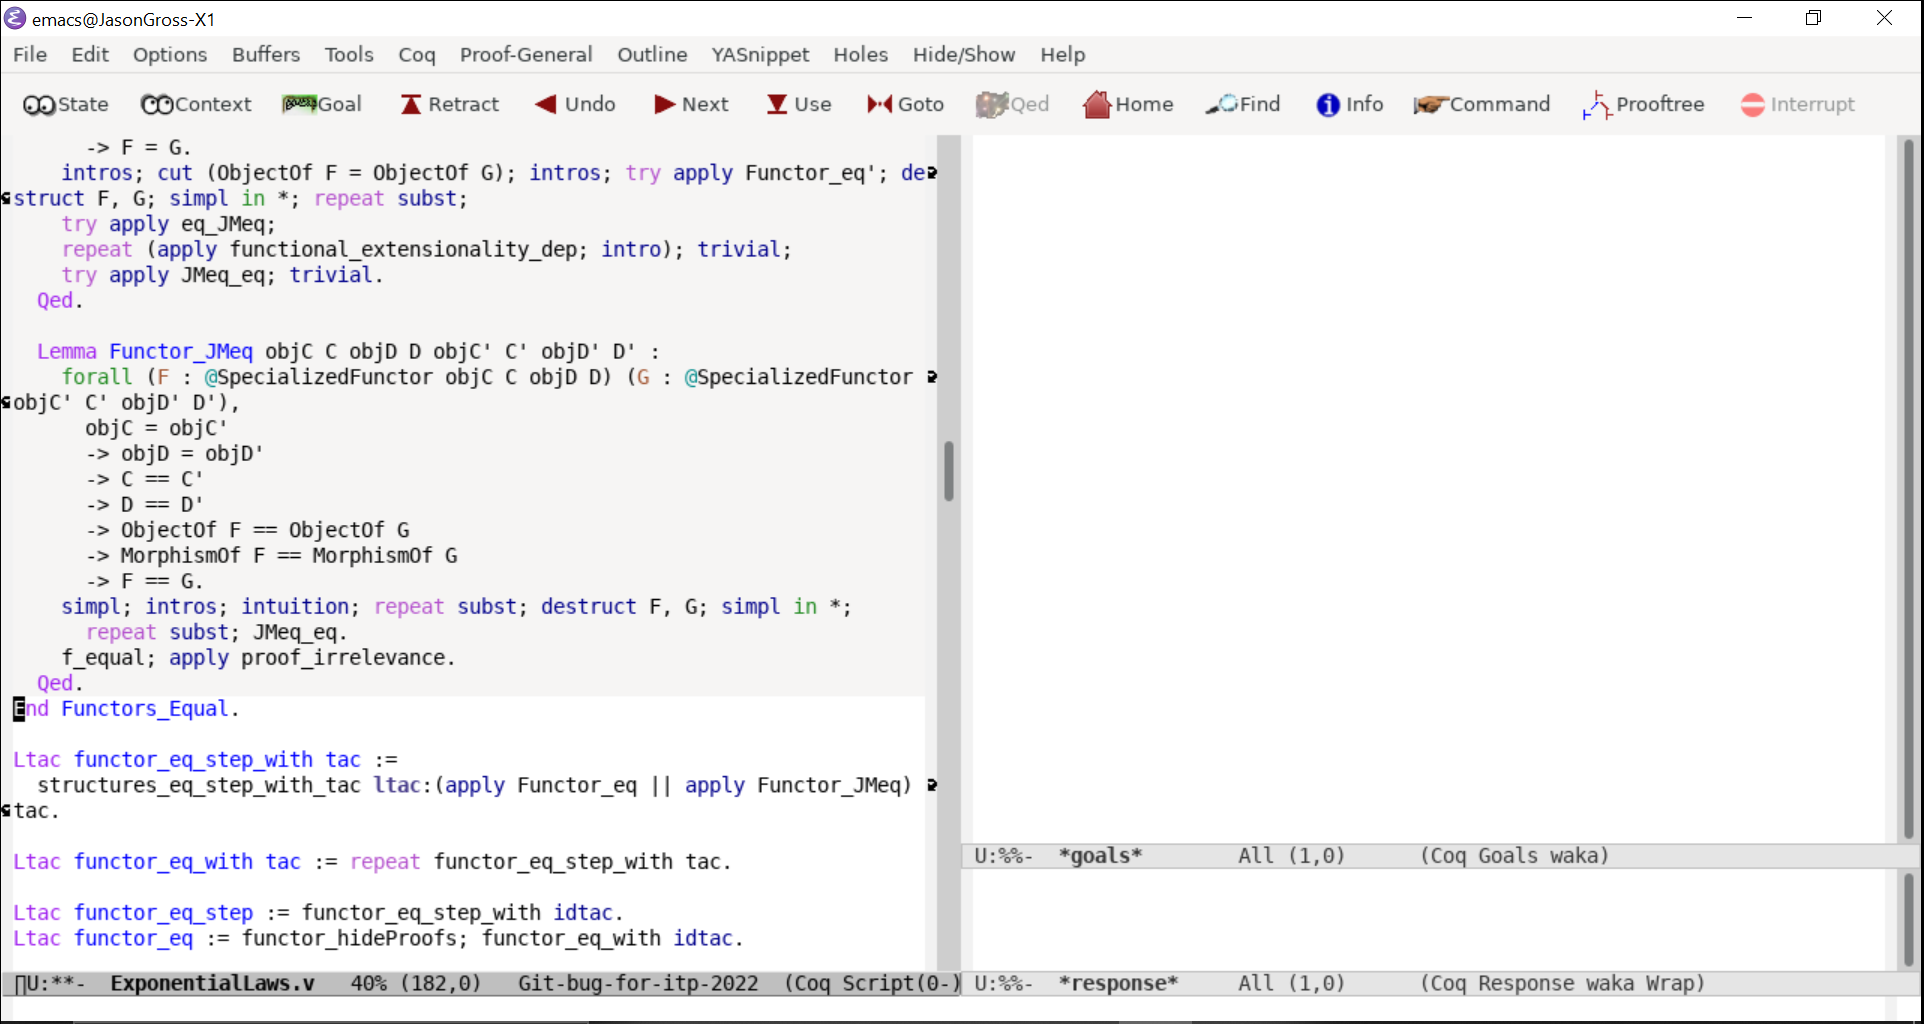 emacs@JasonGross-X1
File Edit Options Buffers Tools Coq Proof-General Outline YASnippet Holes Hide/Show Help
State Context Goal Retract Undo Next Use Goto Qed Home Find Info Command Prooftree Interrupt
-> F = G.
intros; cut (ObjectOf F = ObjectOf G); intros; try apply Functor_eq'; de
struct F, G; simpl in *; repeat subst;
try apply eq_JMeq;
repeat (apply functional_extensionality_dep; intro); trivial;
try apply JMeq_eq; trivial.
Qed.
Lemma Functor_JMeq objC C objD D objC' C' objD' D' :
forall (F : @SpecializedFunctor objC C objD D) (G : @SpecializedFunctor
objC' C' objD' D'),
objC = objC'
-> objD = objD'
-> C == C'
-> D == D'
-> ObjectOf F == ObjectOf G
-> MorphismOf F == MorphismOf G
-> F == G.
simpl; intros; intuition; repeat subst; destruct F, G; simpl in *;
repeat subst; JMeq_eq.
f_equal; apply proof_irrelevance.
Qed.
End Functors_Equal.
Ltac functor_eq_step_with tac :=
structures_eq_step_with_tac ltac:(apply Functor_eq || apply Functor_JMeq)
tac.
Ltac functor_eq_with tac := repeat functor_eq_step_with tac.
Ltac functor_eq_step := functor_eq_step_with idtac.
Ltac functor_eq := functor_hideProofs; functor_eq_with idtac.
U:**- ExponentialLaws.v 40% (182,0) Git-bug-for-itp-2022 (Coq Script(0-)
U:%%- *goals* All (1,0) (Coq Goals waka)
U:%%- *response* All (1,0) (Coq Response waka Wrap)